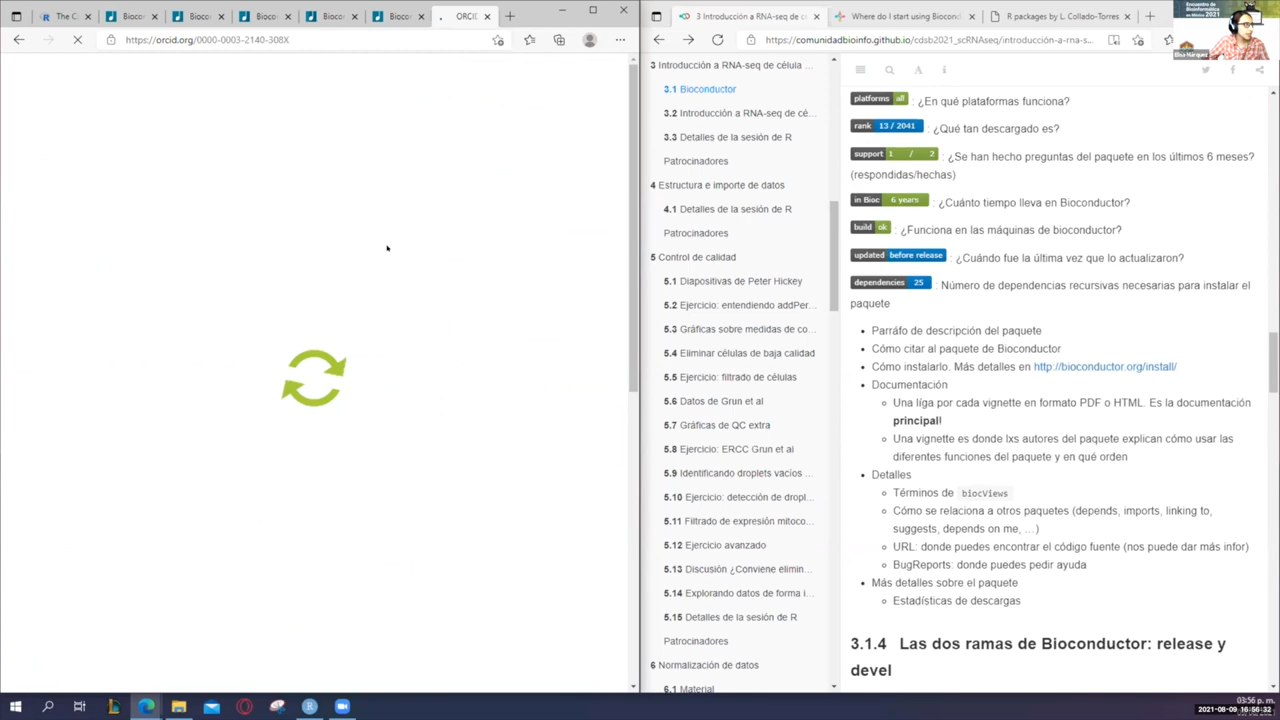 The C
Bioco
Bioco
Bioco
Bioco
Bioco
ORCID
3 Introducción a RNA-seq de c
Where do I start using Biocond
R packages by L. Collado-Torres
https://orcid.org/0000-0003-2140-308X
https://comunidadbioinfo.github.io/cdsb2021_scRNAseq/introducción-a-rna-s...
Encuentro de
Bioinformática
en México 2021
Elisa Márquez
3 Introducción a RNA-seq de célula
3.1 Bioconductor
3.2 Introducción a RNA-seq de cé...
3.3 Detalles de la sesión de R
Patrocinadores
4 Estructura e importe de datos
4.1 Detalles de la sesión de R
Patrocinadores
5 Control de calidad
5.1 Diapositivas de Peter Hickey
5.2 Ejercicio: entendiendo addPer...
5.3 Gráficas sobre medidas de co...
5.4 Eliminar células de baja calidad
5.5 Ejercicio: filtrado de células
5.6 Datos de Grun et al
5.7 Gráficas de QC extra
5.8 Ejercicio: ERCC Grun et al
5.9 Identificando droplets vacíos ...
5.10 Ejercicio: detección de dropl...
5.11 Filtrado de expresión mitoco...
5.12 Ejercicio avanzado
5.13 Discusión ¿Conviene elimin...
5.14 Explorando datos de forma i...
5.15 Detalles de la sesión de R
Patrocinadores
6 Normalización de datos
6.1 Material
platforms all : ¿En qué plataformas funciona?
rank 13 / 2041 : ¿Qué tan descargado es?
support 1 / 2 : ¿Se han hecho preguntas del paquete en los últimos 6 meses?
(respondidas/hechas)
in Bioc 6 years : ¿Cuánto tiempo lleva en Bioconductor?
build ok : ¿Funciona en las máquinas de bioconductor?
updated before release : ¿Cuándo fue la última vez que lo actualizaron?
dependencies 25 : Número de dependencias recursivas necesarias para instalar el
paquete
• Parráfo de descripción del paquete
• Cómo citar al paquete de Bioconductor
• Cómo instalarlo. Más detalles en http://bioconductor.org/install/
• Documentación
Una líga por cada vignette en formato PDF o HTML. Es la documentación
principal!
Una vignette es donde lxs autores del paquete explican cómo usar las
diferentes funciones del paquete y en qué orden
• Detalles
Términos de biocViews
Cómo se relaciona a otros paquetes (depends, imports, linking to,
suggests, depends on me, ...)
URL: donde puedes encontrar el código fuente (nos puede dar más infor)
BugReports: donde puedes pedir ayuda
• Más detalles sobre el paquete
Estadísticas de descargas
3.1.4 Las dos ramas de Bioconductor: release y
devel
03:56 p. m.
2021-08-09 16:56:32